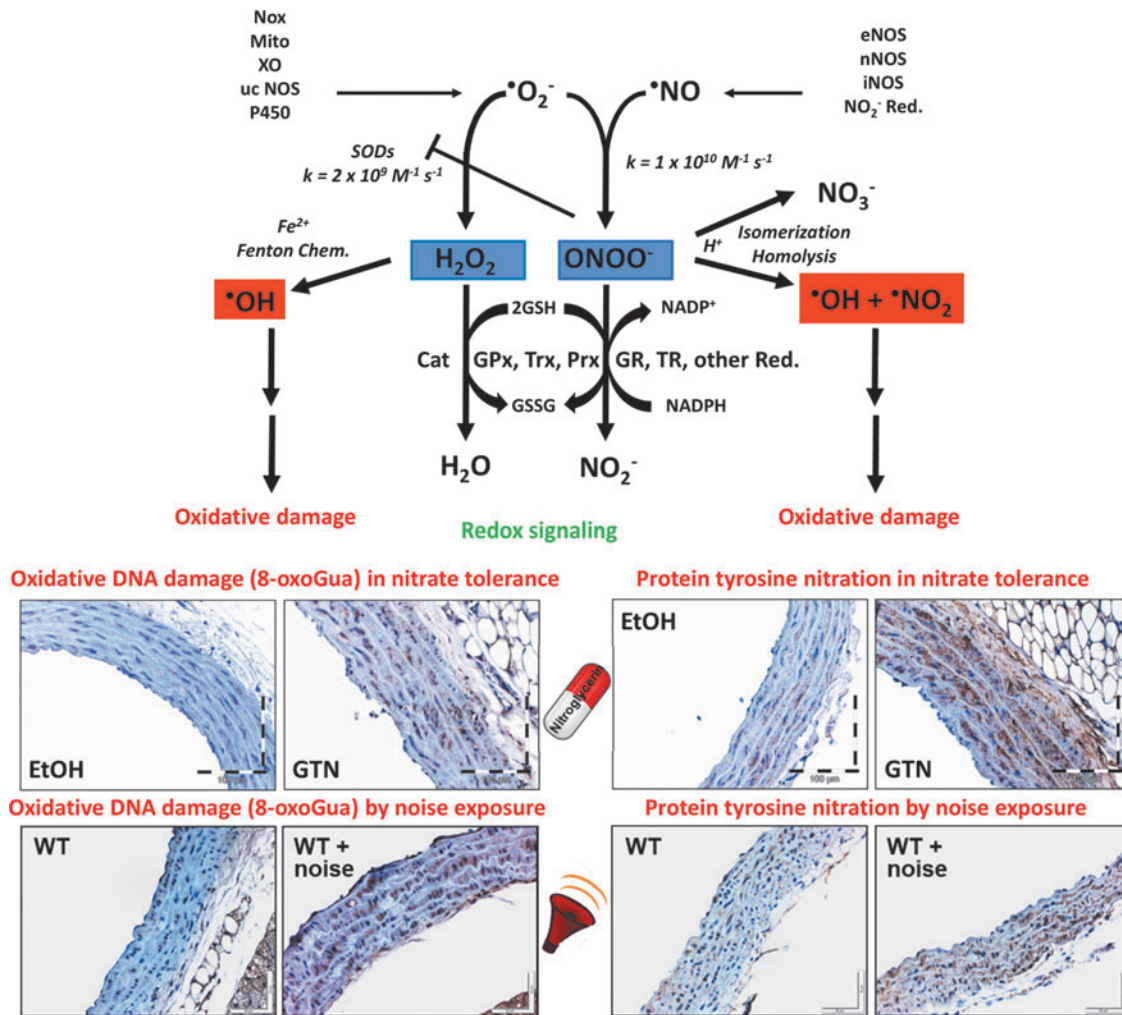 Nox
Mito
XO
uc NOS
P450
•O₂⁻
•NO
eNOS
nNOS
iNOS
NO₂⁻ Red.
SODs
k = 2 x 10⁹ M⁻¹ s⁻¹
k = 1 x 10¹⁰ M⁻¹ s⁻¹
NO₃⁻
Fe²⁺
Fenton Chem.
H₂O₂
ONOO⁻
H⁺
Isomerization
Homolysis
•OH
•OH + •NO₂
2GSH
NADP⁺
Cat
GPx, Trx, Prx
GR, TR, other Red.
GSSG
NADPH
H₂O
NO₂⁻
Oxidative damage
Redox signaling
Oxidative damage
Oxidative DNA damage (8-oxoGua) in nitrate tolerance
Protein tyrosine nitration in nitrate tolerance
EtOH
100 µm
GTN
Nitroglycerin
EtOH
100 µm
GTN
Oxidative DNA damage (8-oxoGua) by noise exposure
Protein tyrosine nitration by noise exposure
WT
WT +
noise
WT
WT +
noise